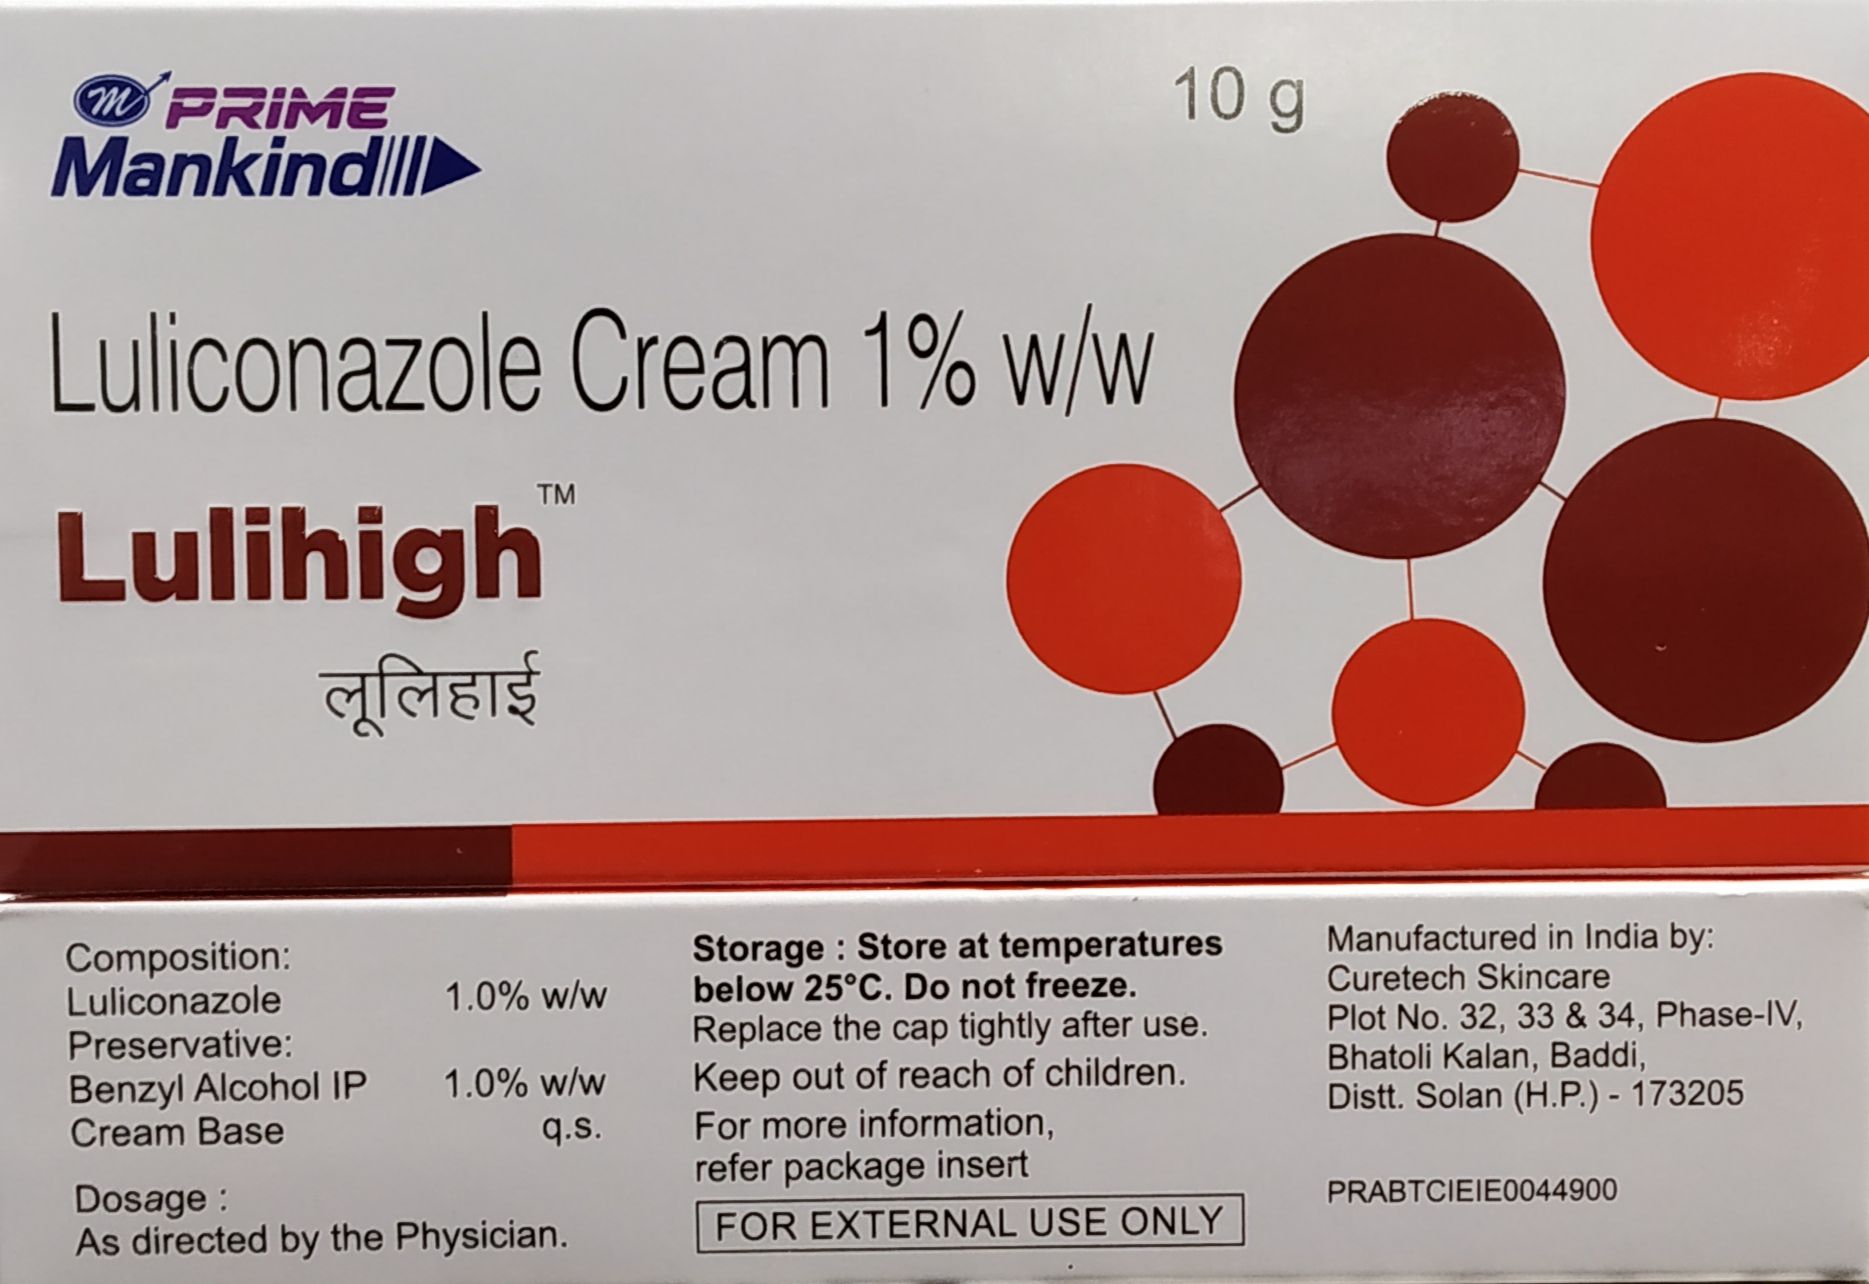 PRIME
Mankind
10 g
Luliconazole Cream 1% w/w
Lulihigh™
लूलिहाई
Composition:
Luliconazole 1.0% w/w
Preservative:
Benzyl Alcohol IP 1.0% w/w
Cream Base q.s.
Dosage :
As directed by the Physician.
Storage : Store at temperatures
below 25°C. Do not freeze.
Replace the cap tightly after use.
Keep out of reach of children.
For more information,
refer package insert
FOR EXTERNAL USE ONLY
Manufactured in India by:
Curetech Skincare
Plot No. 32, 33 & 34, Phase-IV,
Bhatoli Kalan, Baddi,
Distt. Solan (H.P.) - 173205
PRABTCIEIE0044900